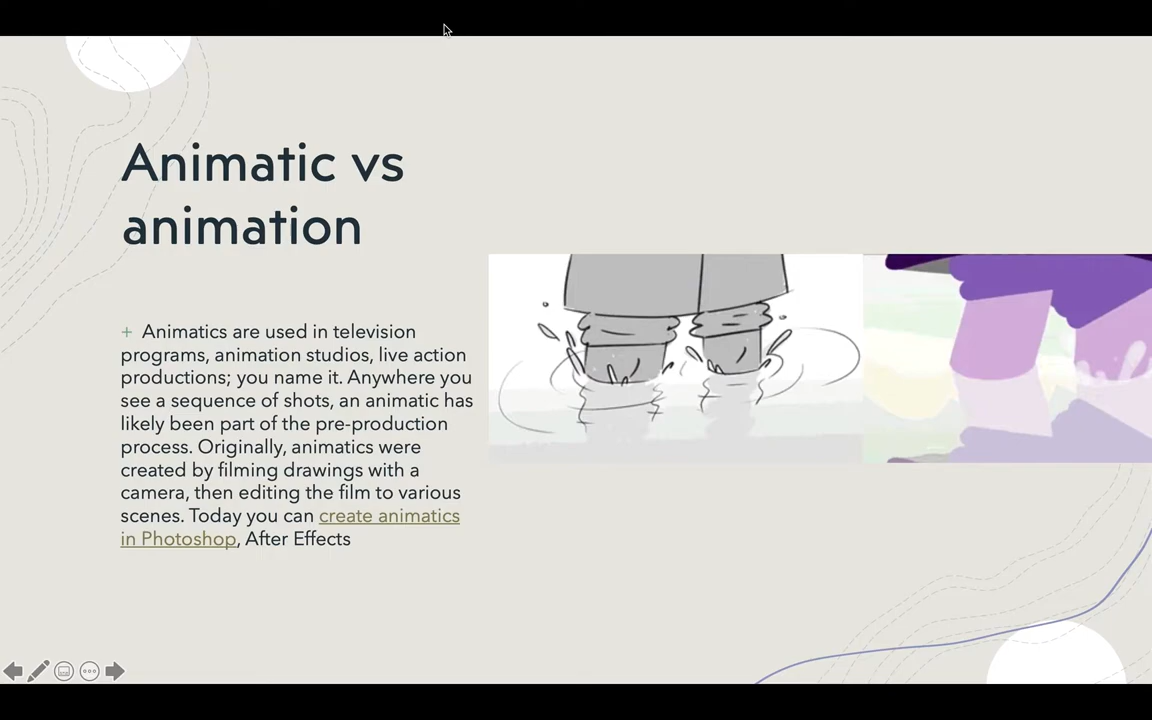 Animatic vs
animation
+ Animatics are used in television
programs, animation studios, live action
productions; you name it. Anywhere you
see a sequence of shots, an animatic has
likely been part of the pre-production
process. Originally, animatics were
created by filming drawings with a
camera, then editing the film to various
scenes. Today you can create animatics
in Photoshop, After Effects